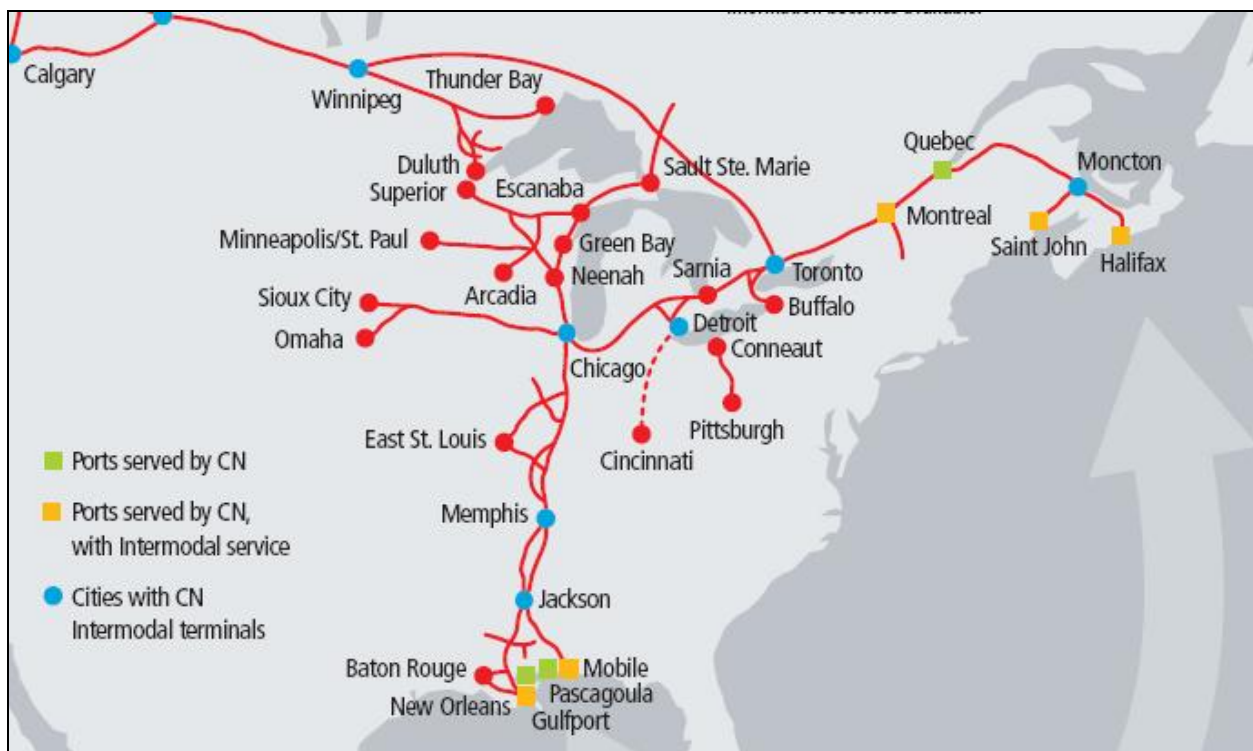 information becomes available.
Calgary
Winnipeg
Thunder Bay
Duluth
Superior
Escanaba
Sault Ste. Marie
Quebec
Moncton
Minneapolis/St. Paul
Green Bay
Montreal
Saint John
Halifax
Sioux City
Arcadia
Neenah
Sarnia
Toronto
Omaha
Buffalo
Detroit
Conneaut
Chicago
East St. Louis
Cincinnati
Pittsburgh
Ports served by CN
Ports served by CN,
with Intermodal service
Memphis
Cities with CN
Intermodal terminals
Jackson
Baton Rouge
Mobile
Pascagoula
New Orleans
Gulfport